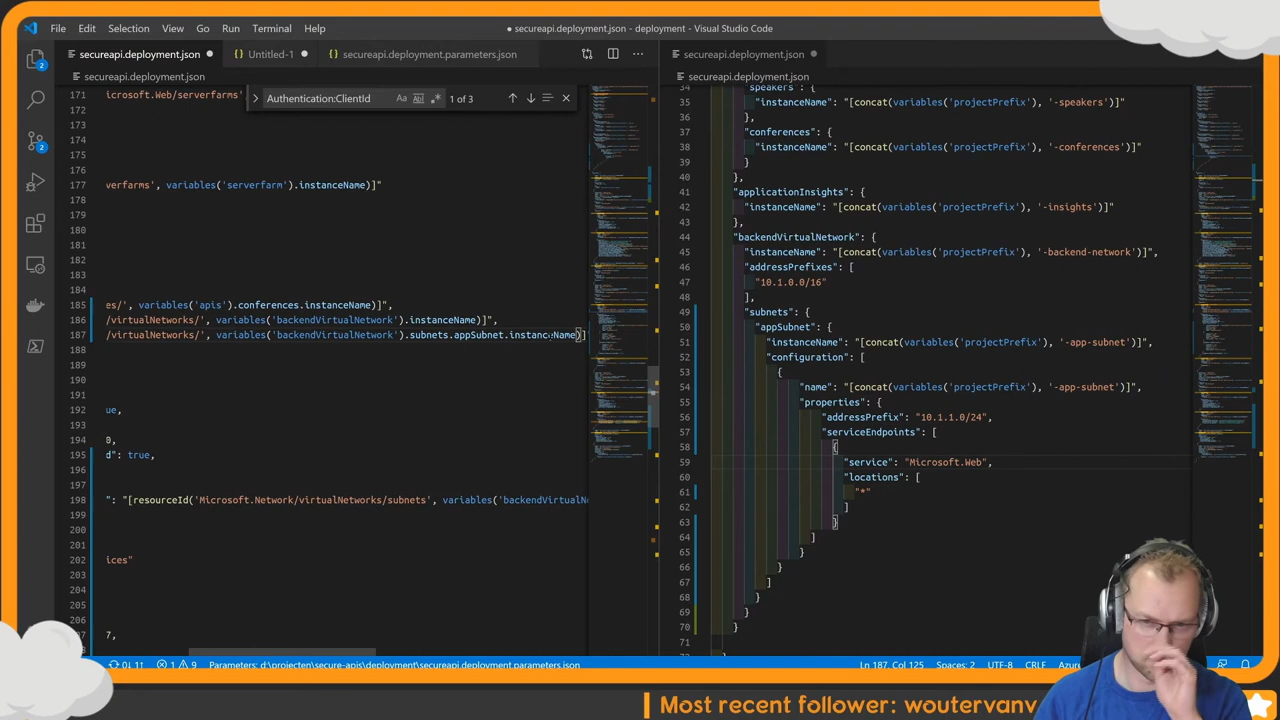 File Edit Selection View Go Run Terminal Help
● secureapi.deployment.json - deployment - Visual Studio Code
secureapi.deployment.json ●
{} Untitled-1 ●
secureapi.deployment.parameters.json
secureapi.deployment.json ●
secureapi.deployment.json
secureapi.deployment.json
AuthenticationClientId
1 of 3
171 icrosoft.Web/serverfarms'
172
173
174
175
176
177 verfarms', variables('serverfarm').instanceName)]"
178
179
180
181
182
183
184
185 es/', variables('apis').conferences.instanceName)]",
186 /virtualNetworks/', variables('backendVirtualNetwork').instanceName)]",
187 /virtualNetworks/', variables('backendVirtualNetwork').subnets.appSubnet.instanceName)]
188
189
190
191
192 ue,
193
194 0,
195 d": true,
196
197
198 ": "[resourceId('Microsoft.Network/virtualNetworks/subnets', variables('backendVirtualNe
199
200
201
202 ices"
203
204
205
206
207 7,
34 "speakers": {
35 "instanceName": "[concat(variables('projectPrefix'), '-speakers')]"
36 },
37 "conferences": {
38 "instanceName": "[concat(variables('projectPrefix'), '-conferences')]"
39 }
40 },
41 "applicationInsights": {
42 "instanceName": "[concat(variables('projectPrefix'), '-insights')]"
43 },
44 "backendVirtualNetwork": {
45 "instanceName": "[concat(variables('projectPrefix'), '-backend-network')]",
46 "addressPrefixes": [
47 "10.1.0.0/16"
48 ],
49 "subnets": {
50 "appSubnet": {
51 "instanceName": "[concat(variables('projectPrefix'), '-app-subnet')]",
52 "configuration": [
53 {
54 "name": "[concat(variables('projectPrefix'), '-app-subnet')]",
55 "properties": {
56 "addressPrefix": "10.1.1.0/24",
57 "serviceEndpoints": [
58 {
59 "service": "Microsoft.Web",
60 "locations": [
61 "*"
62 ]
63 }
64 ]
65 }
66 }
67 ]
68 }
69 }
70 }
71
0↓ 1↑
1 9
Parameters: d:\projecten\secure-apis\deployment\secureapi.deployment.parameters.json
Ln 187, Col 125 Spaces: 2 UTF-8 CRLF
Most recent follower: woutervanv